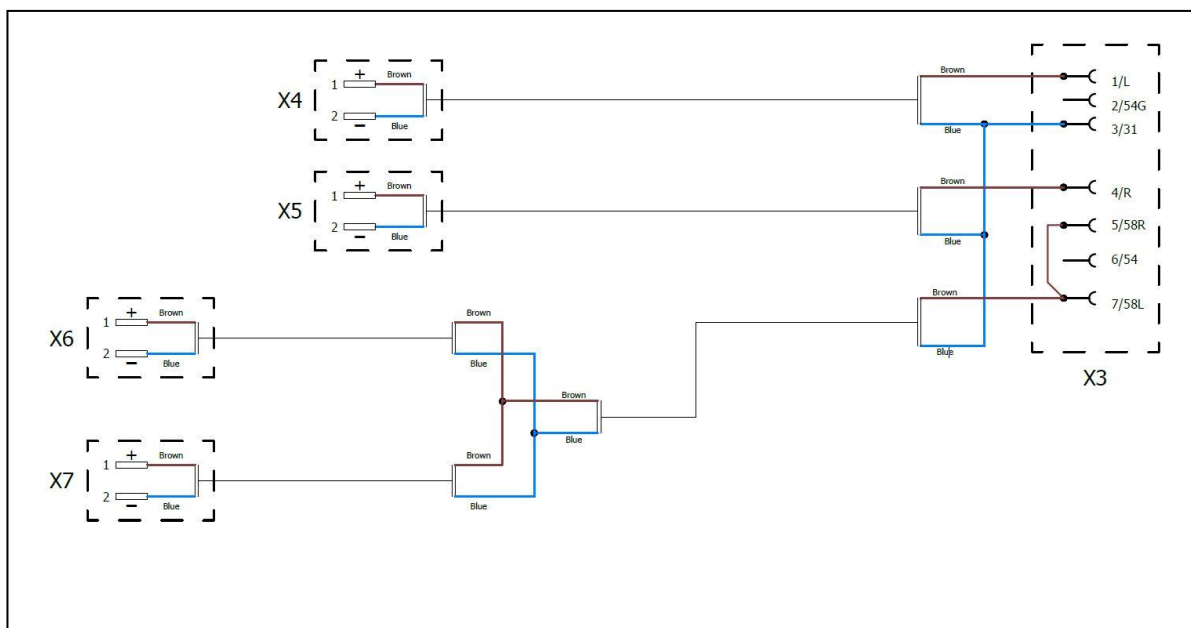 X4
1
+
Brown
2
−
Blue
X5
1
+
Brown
2
−
Blue
X6
1
+
Brown
2
−
Blue
X7
1
+
Brown
2
−
Blue
Brown
Blue
Brown
Blue
Brown
Blue
Brown
Blue
Brown
Blue
Brown
Blue
1/L
2/54G
3/31
4/R
5/58R
6/54
7/58L
X3